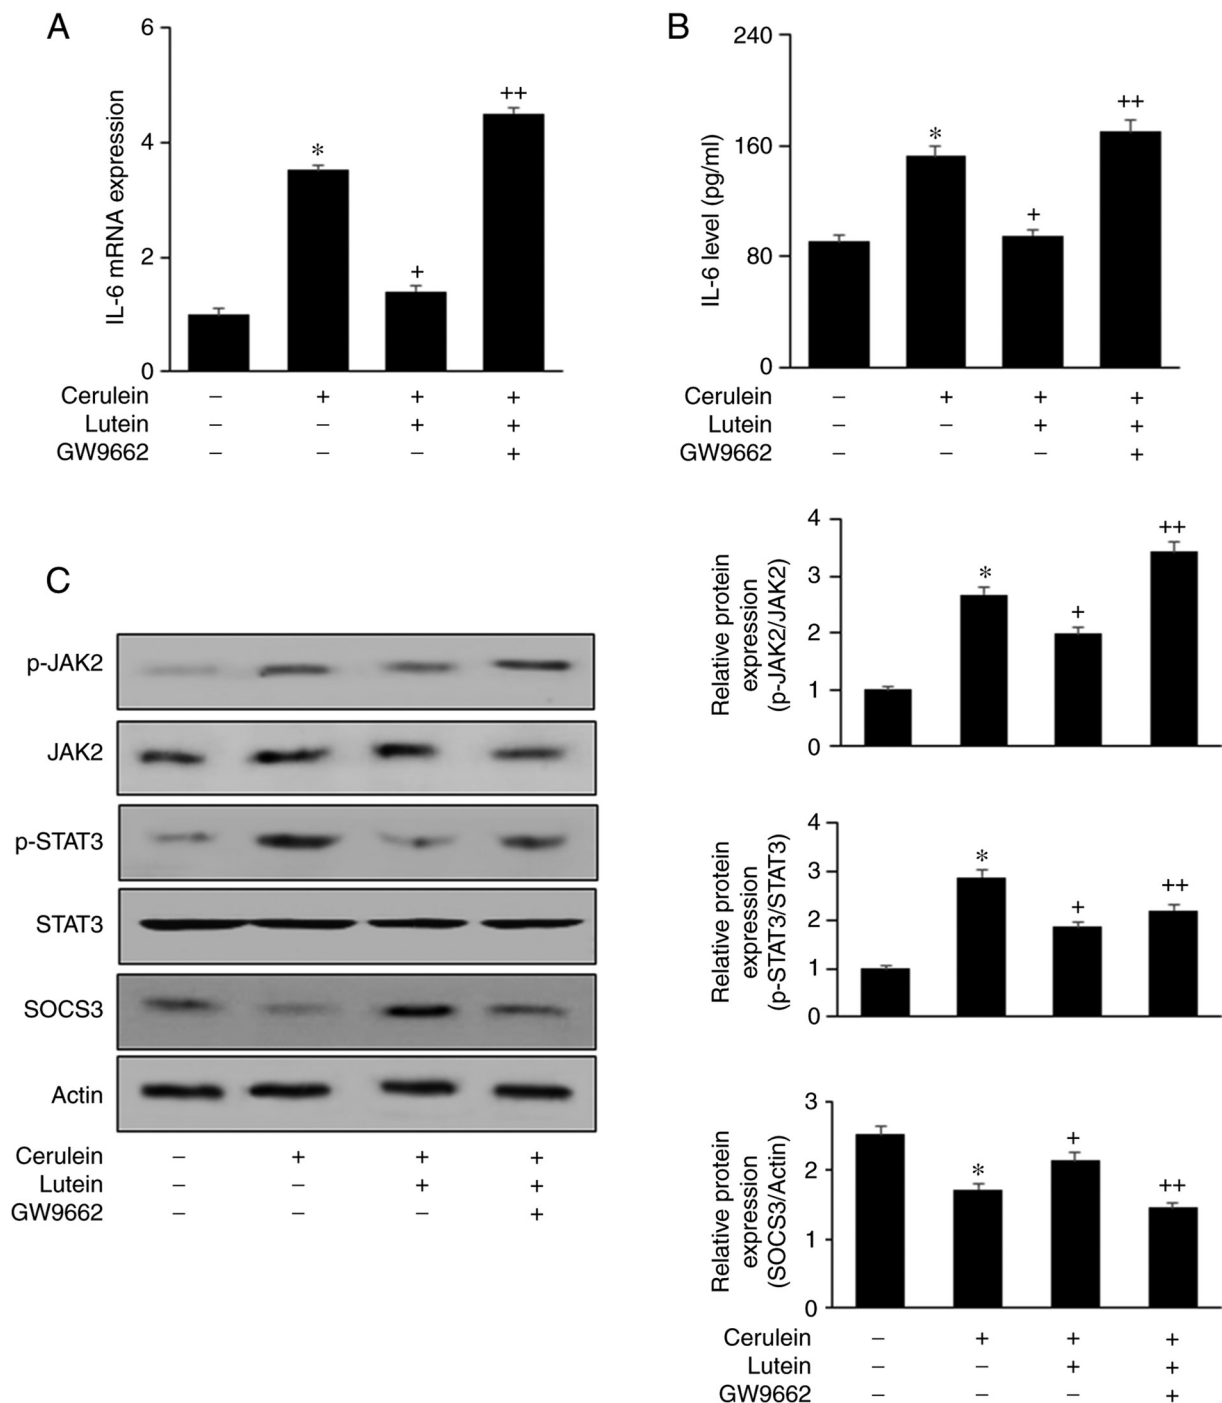 A
6
4
2
0
IL-6 mRNA expression
*
+
++
Cerulein – + + +
Lutein – – + +
GW9662 – – – +
B
240
160
80
0
IL-6 level (pg/ml)
*
+
++
Cerulein – + + +
Lutein – – + +
GW9662 – – – +
C
p-JAK2
JAK2
p-STAT3
STAT3
SOCS3
Actin
Cerulein – + + +
Lutein – – + +
GW9662 – – – +
4
3
2
1
0
Relative protein
expression
(p-JAK2/JAK2)
*
+
++
4
3
2
1
0
Relative protein
expression
(p-STAT3/STAT3)
*
+
++
3
2
1
0
Relative protein
expression
(SOCS3/Actin)
*
+
++
Cerulein – + + +
Lutein – – + +
GW9662 – – – +